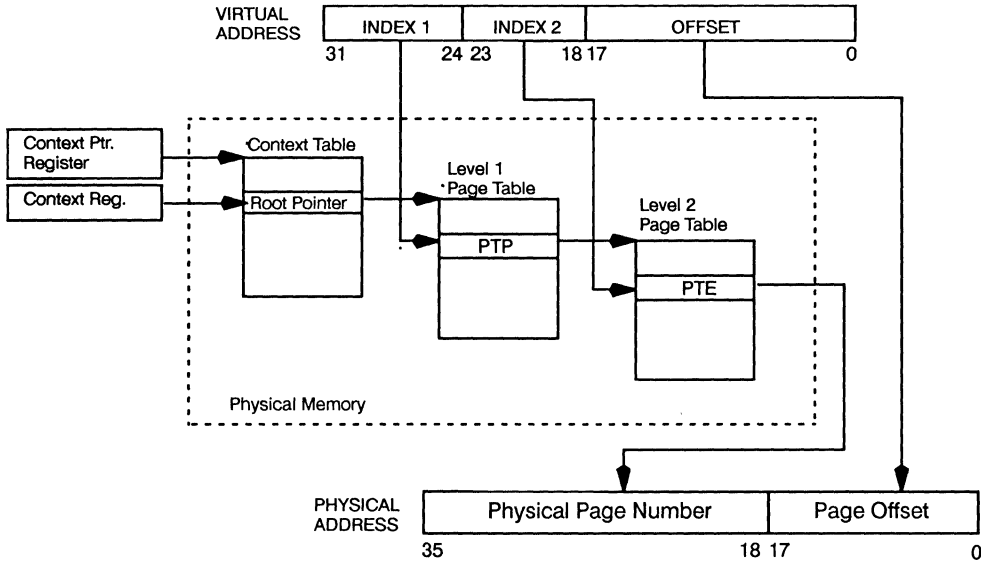 VIRTUAL
ADDRESS
INDEX 1
INDEX 2
OFFSET
31
24
23
18
17
0
Context Ptr.
Register
Context Reg.
Context Table
Root Pointer
Level 1
Page Table
PTP
Level 2
Page Table
PTE
Physical Memory
PHYSICAL
ADDRESS
Physical Page Number
Page Offset
35
18
17
0